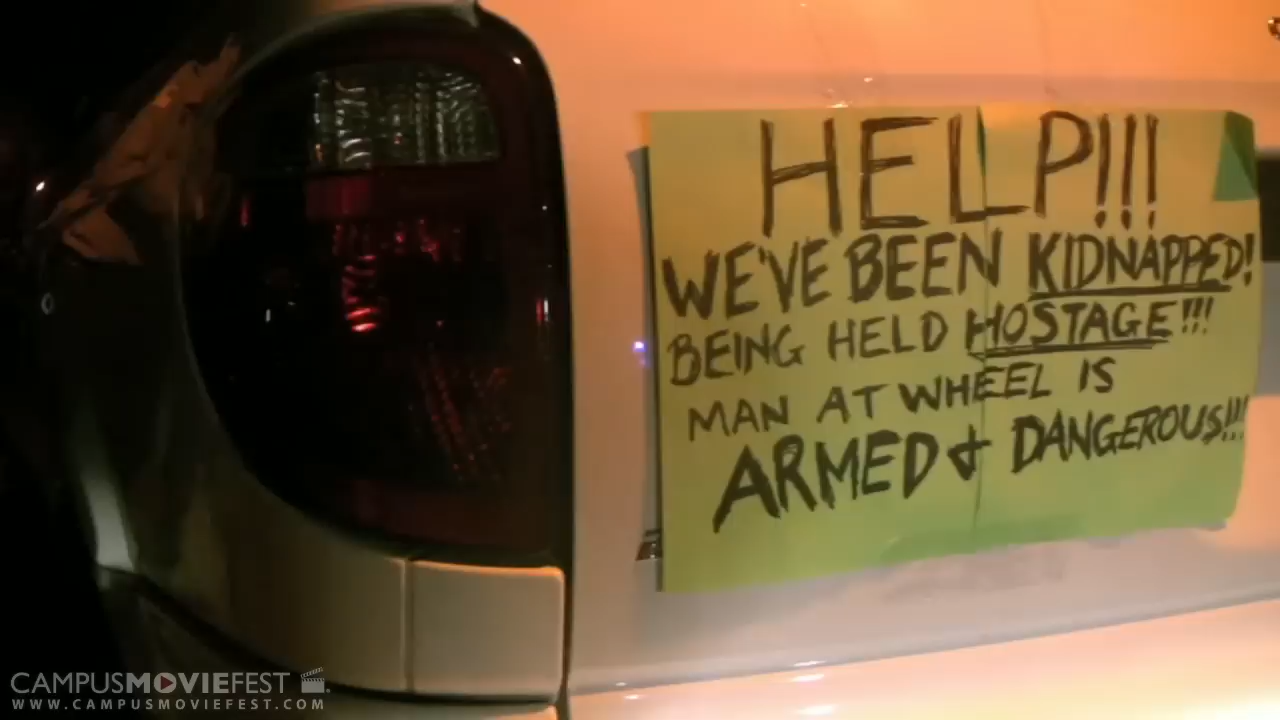 HELP!!!
WE'VE BEEN KIDNAPPED!
BEING HELD HOSTAGE!!!
MAN AT WHEEL IS
ARMED & DANGEROUS!!!
CAMPUSMOVIEFEST
WWW.CAMPUSMOVIEFEST.COM